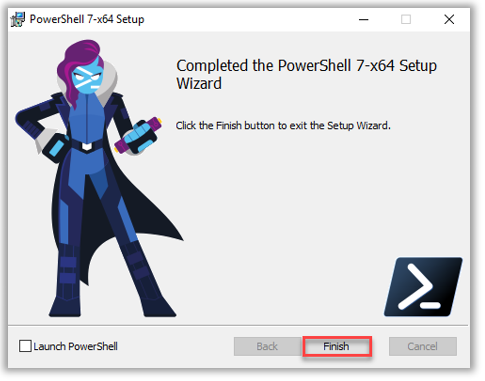 PowerShell 7-x64 Setup
Completed the PowerShell 7-x64 Setup
Wizard
Click the Finish button to exit the Setup Wizard.
Launch PowerShell
Back
Finish
Cancel